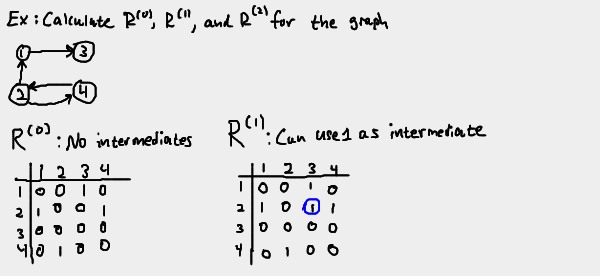 Ex: Calculate R^(0), R^(1), and R^(2) for the graph
1 3
2 4
R^(0): No intermediates
R^(1): Can use 1 as intermediate
1 2 3 4
1 0 0 1 0
2 1 0 0 1
3 0 0 0 0
4 0 1 0 0
1 2 3 4
1 0 0 1 0
2 1 0 1 1
3 0 0 0 0
4 0 1 0 0